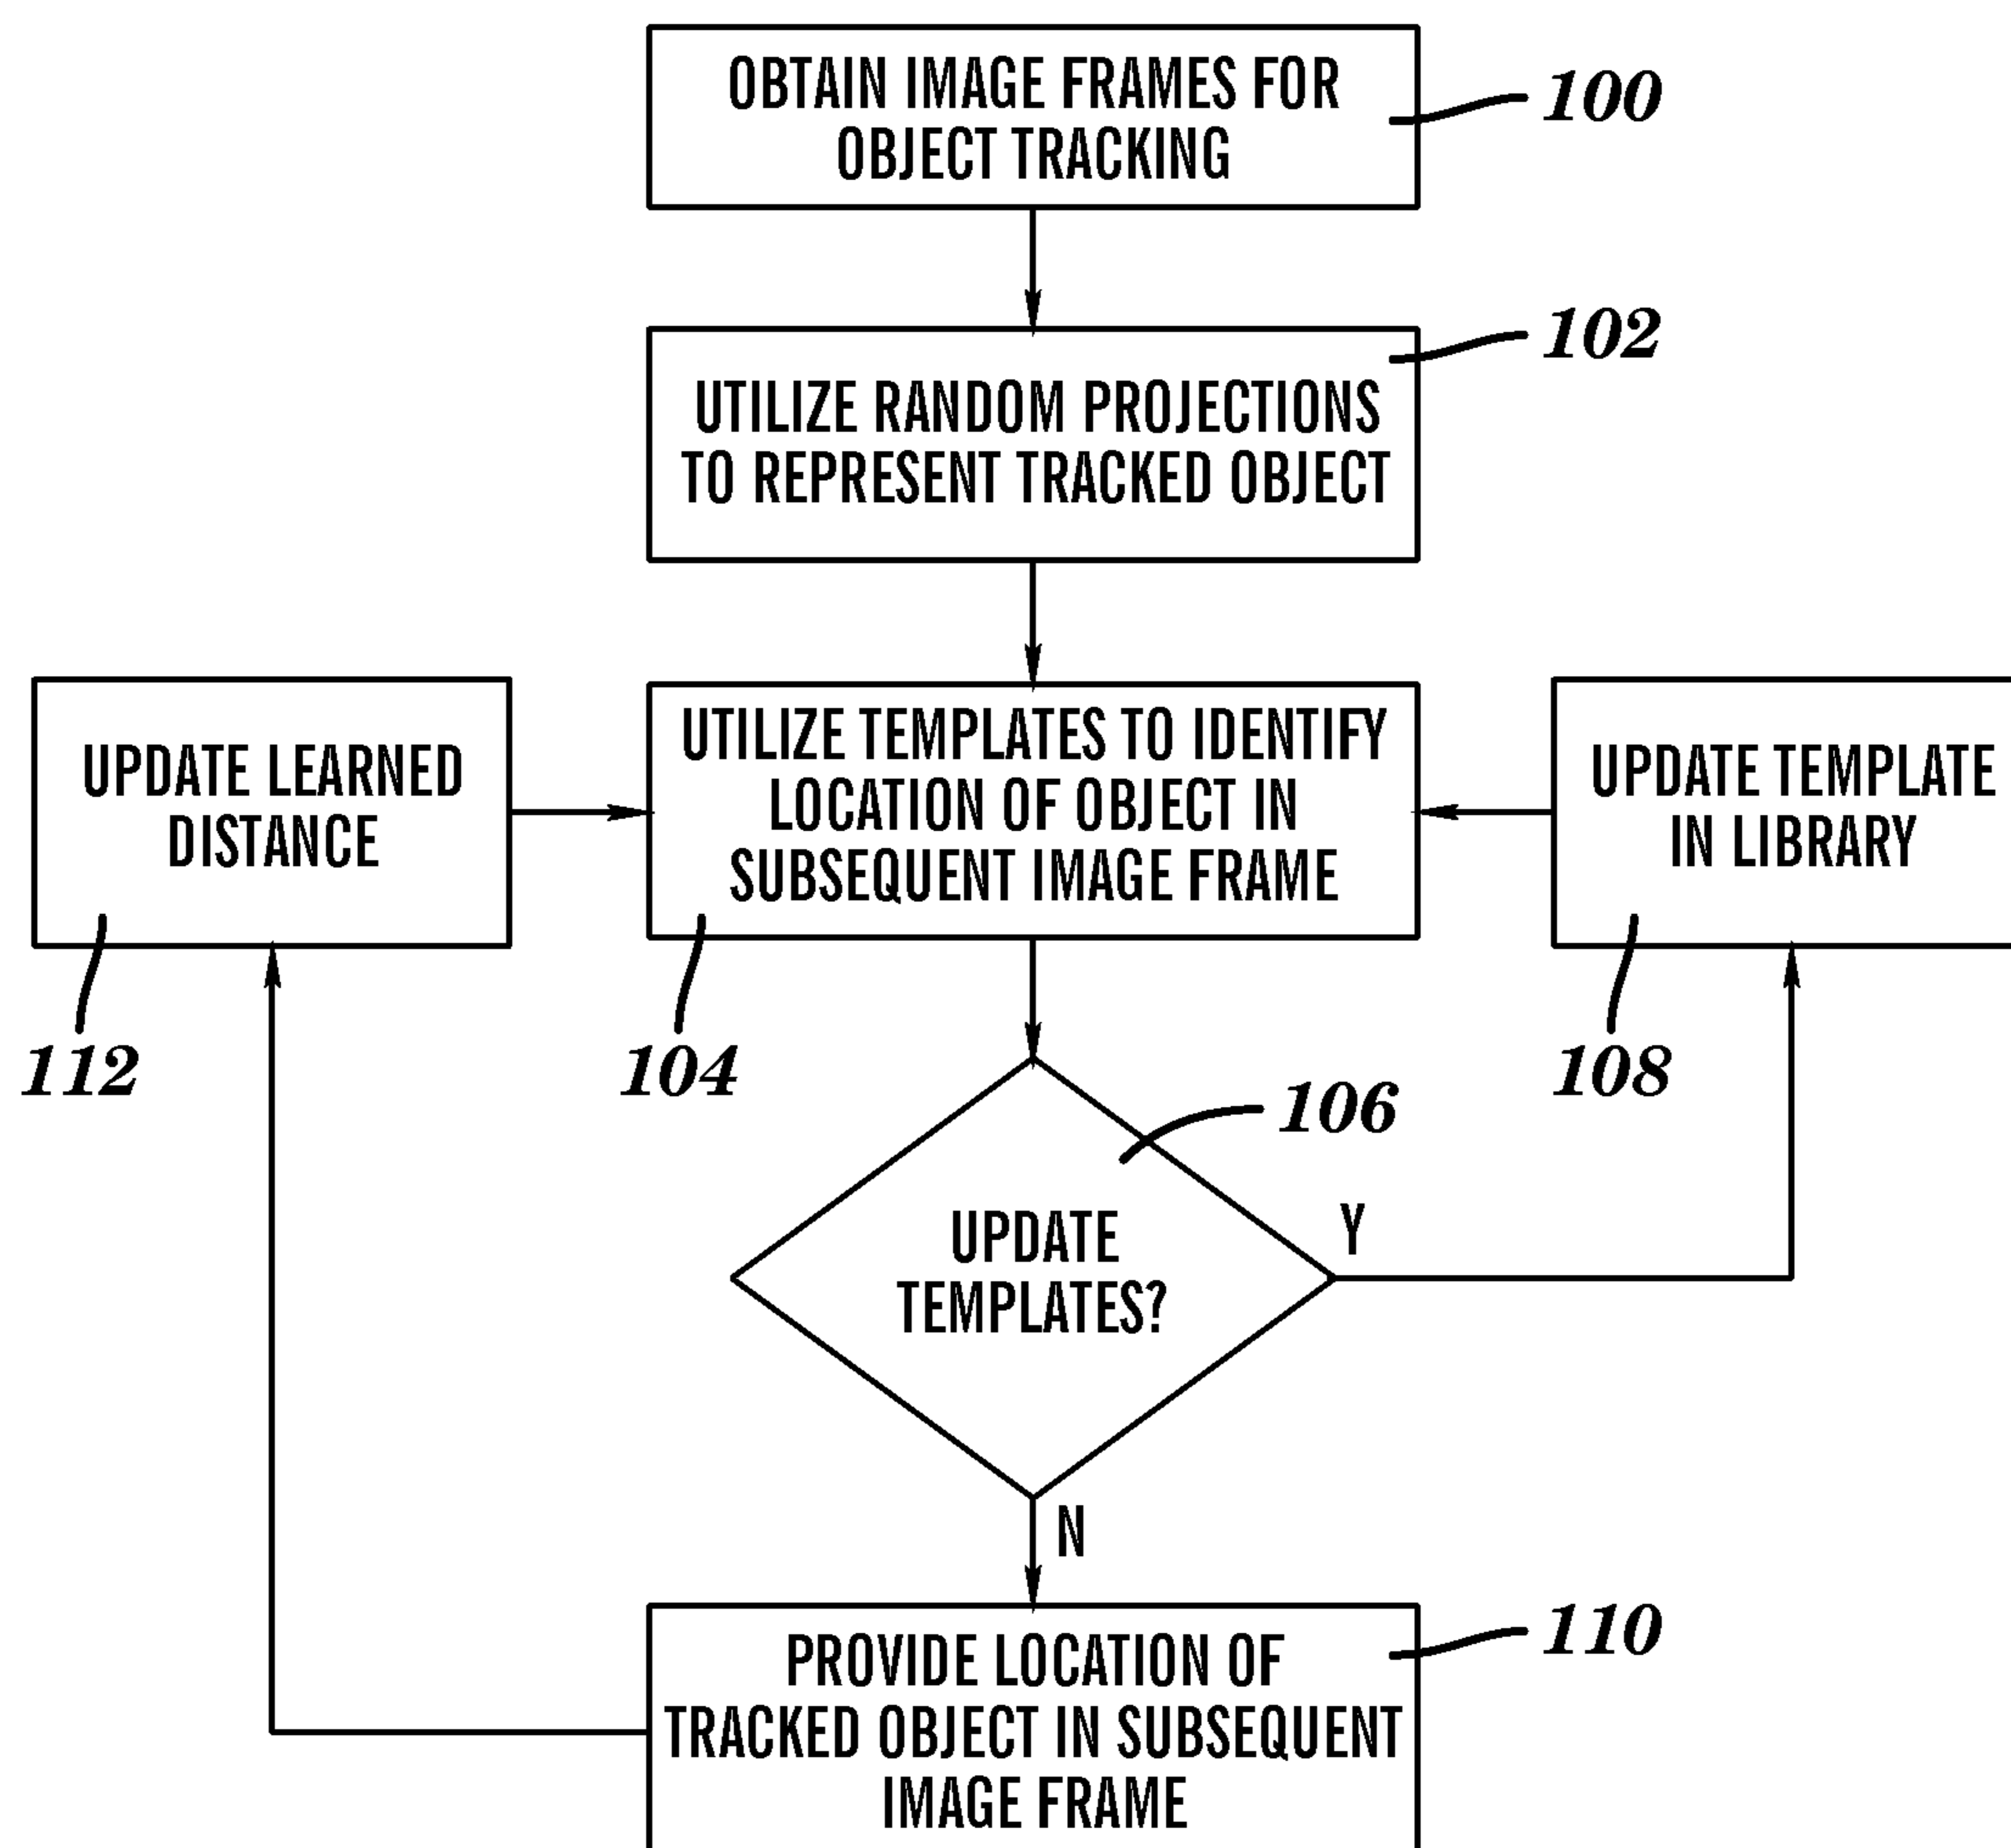 OBTAIN IMAGE FRAMES FOR
OBJECT TRACKING
100
UTILIZE RANDOM PROJECTIONS
TO REPRESENT TRACKED OBJECT
102
UPDATE LEARNED
DISTANCE
112
UTILIZE TEMPLATES TO IDENTIFY
LOCATION OF OBJECT IN
SUBSEQUENT IMAGE FRAME
104
UPDATE TEMPLATE
IN LIBRARY
108
106
UPDATE
TEMPLATES?
Y
N
PROVIDE LOCATION OF
TRACKED OBJECT IN SUBSEQUENT
IMAGE FRAME
110